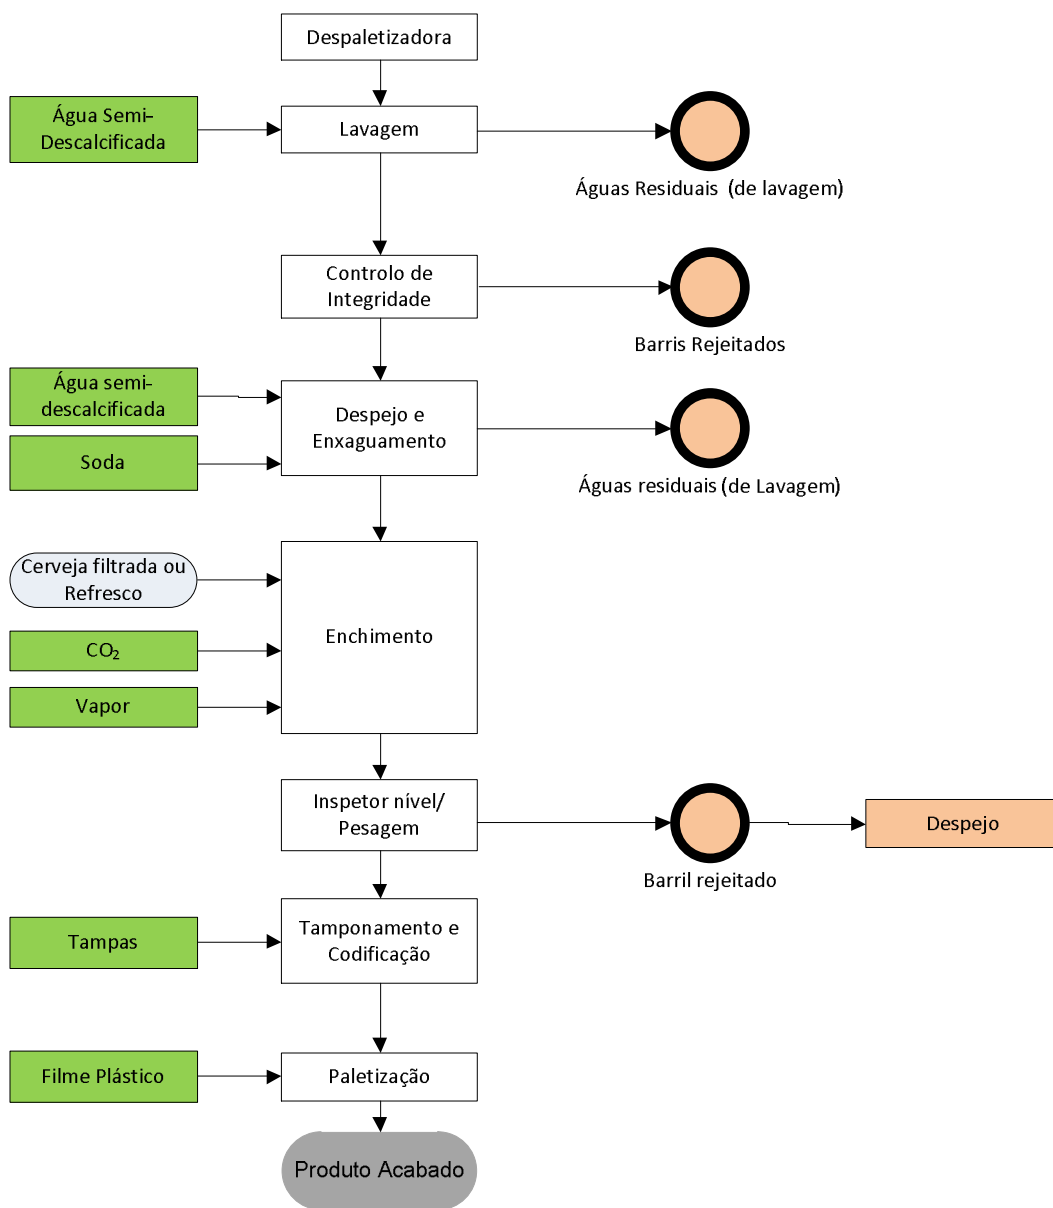 Despaletizadora
Água Semi-
Descalcificada
Lavagem
Águas Residuais (de lavagem)
Controlo de
Integridade
Barris Rejeitados
Água semi-
descalcificada
Soda
Despejo e
Enxaguamento
Águas residuais (de Lavagem)
Cerveja filtrada ou
Refresco
CO₂
Vapor
Enchimento
Inspetor nível/
Pesagem
Barril rejeitado
Despejo
Tampas
Tamponamento e
Codificação
Filme Plástico
Paletização
Produto Acabado